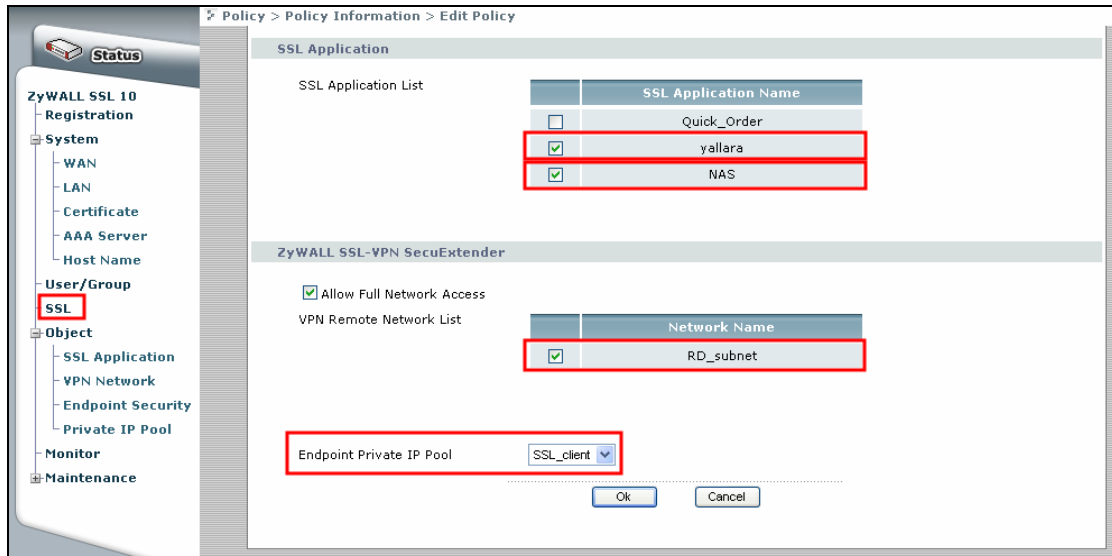 Policy > Policy Information > Edit Policy
Status
ZyWALL SSL 10
Registration
System
WAN
LAN
Certificate
AAA Server
Host Name
User/Group
SSL
Object
SSL Application
VPN Network
Endpoint Security
Private IP Pool
Monitor
Maintenance
SSL Application
SSL Application List
SSL Application Name
Quick_Order
yallara
NAS
ZyWALL SSL-VPN SecuExtender
Allow Full Network Access
VPN Remote Network List
Network Name
RD_subnet
Endpoint Private IP Pool SSL_client
Ok Cancel